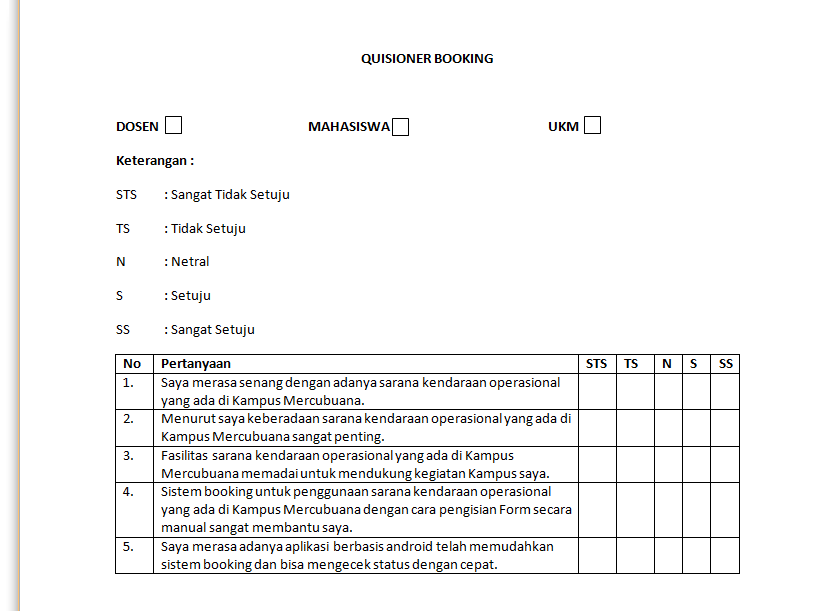 QUISIONER BOOKING
DOSEN MAHASISWA UKM
Keterangan :
STS : Sangat Tidak Setuju
TS : Tidak Setuju
N : Netral
S : Setuju
SS : Sangat Setuju
No Pertanyaan STS TS N S SS
1. Saya merasa senang dengan adanya sarana kendaraan operasional
yang ada di Kampus Mercubuana.
2. Menurut saya keberadaan sarana kendaraan operasional yang ada di
Kampus Mercubuana sangat penting.
3. Fasilitas sarana kendaraan operasional yang ada di Kampus
Mercubuana memadai untuk mendukung kegiatan Kampus saya.
4. Sistem booking untuk penggunaan sarana kendaraan operasional
yang ada di Kampus Mercubuana dengan cara pengisian Form secara
manual sangat membantu saya.
5. Saya merasa adanya aplikasi berbasis android telah memudahkan
sistem booking dan bisa mengecek status dengan cepat.